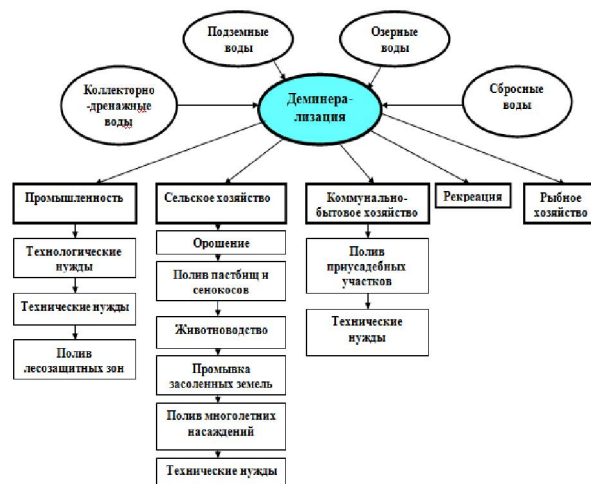 Подземные
воды
Озерные
воды
Коллекторно
-дренажные
воды
Деминера-
лизация
Сбросные
воды
Промышленность
Технологические
нужды
Технические нужды
Полив
лесозащитных зон
Сельское хозяйство
Орошение
Полив пастбищ и
сенокосов
Животноводство
Промывка
засоленных земель
Полив многолетних
насаждений
Технические нужды
Коммунально-
бытовое хозяйство
Полив
приусадебных
участков
Технические
нужды
Рекреация
Рыбное
хозяйство